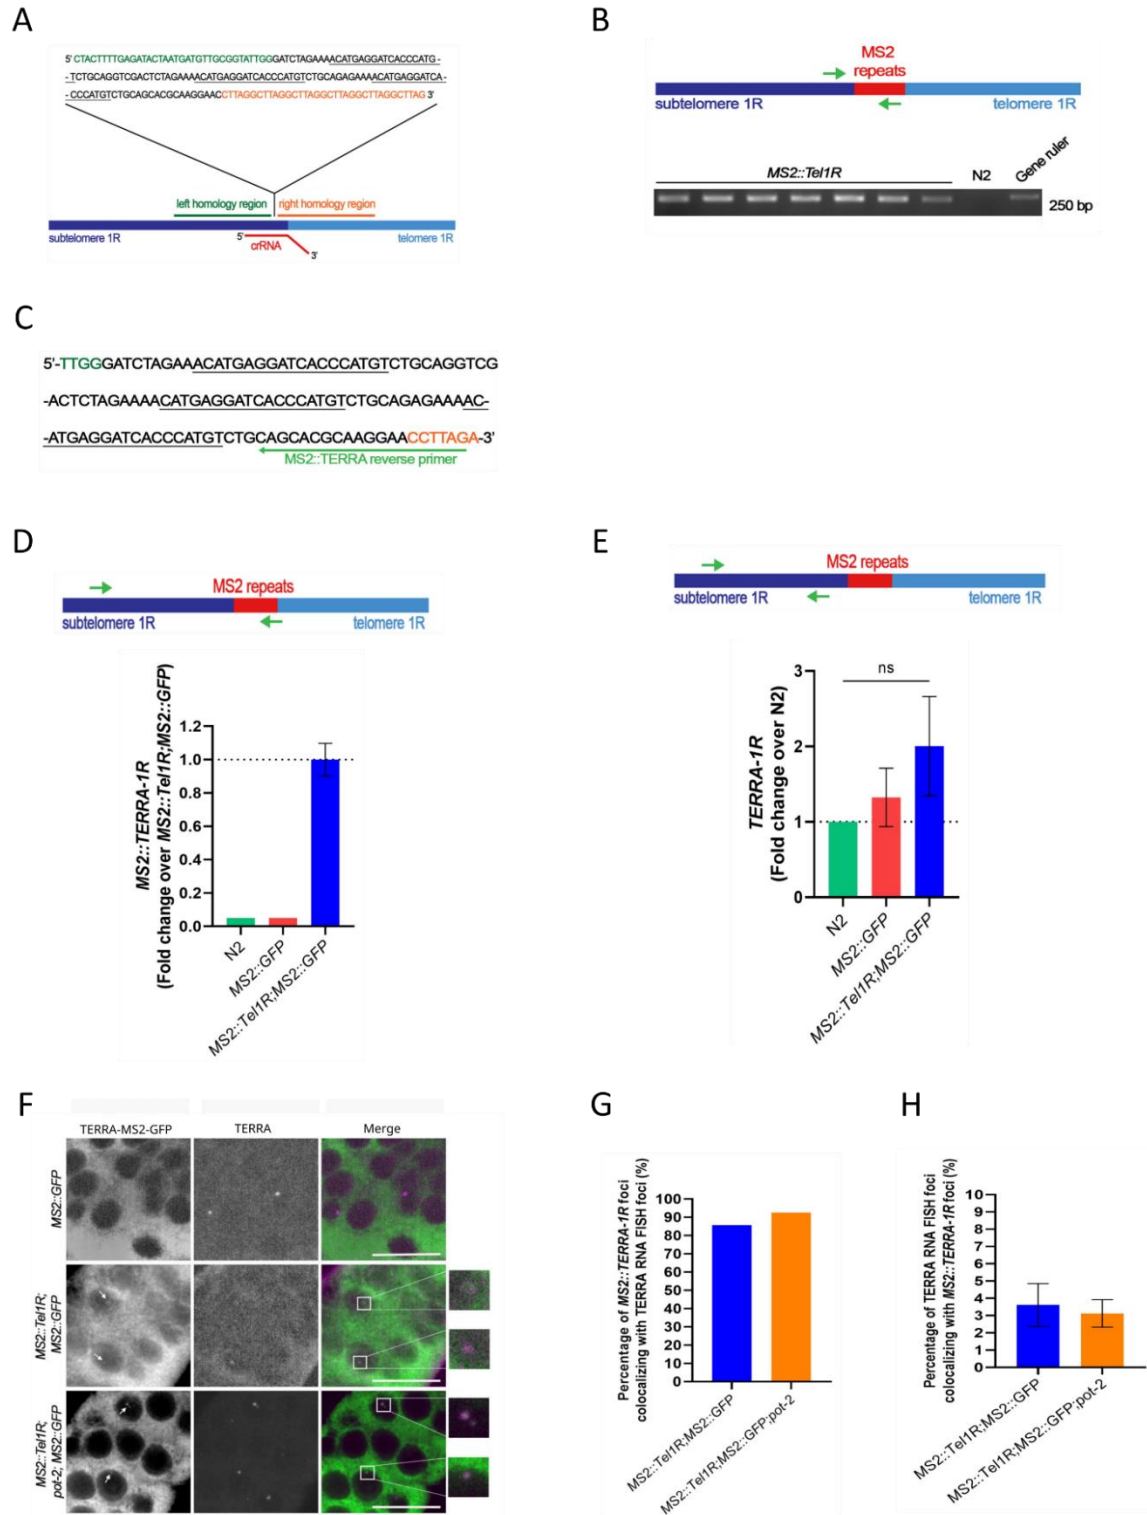 A
5' CTACTTTTGAGATACTAATGATGTTGCGGTATTGGGATCTAGAAAACATGAGGATCACCCATG -
- TCTGCAGGTCGACTCTAGAAAACATGAGGATCACCCATGTCTGCAGAGAAAACATGAGGATCA -
- CCCATGTCTGCAGCACGCAAGGAACCTTAGGCTTAGGCTTAGGCTTAGGCTTAGGCTTAG 3'
left homology region
right homology region
subtelomere 1R
telomere 1R
5'
crRNA
3'
B
MS2
repeats
subtelomere 1R
telomere 1R
MS2::Tel1R
N2
Gene ruler
250 bp
C
5'-TTGGGATCTAGAAACATGAGGATCACCCATGTCTGCAGGTCG
-ACTCTAGAAAACATGAGGATCACCCATGTCTGCAGAGAAAAC-
-ATGAGGATCACCCATGTCTGCAGCACGCAAGGAACCTTAGA-3'
MS2::TERRA reverse primer
D
MS2 repeats
subtelomere 1R
telomere 1R
MS2::TERRA-1R
(Fold change over MS2::Tel1R;MS2::GFP)
1.2
1.0
0.8
0.6
0.4
0.2
0.0
N2
MS2::GFP
MS2::Tel1R;MS2::GFP
E
MS2 repeats
subtelomere 1R
telomere 1R
TERRA-1R
(Fold change over N2)
3
2
1
0
ns
N2
MS2::GFP
MS2::Tel1R;MS2::GFP
F
TERRA-MS2-GFP
TERRA
Merge
MS2::GFP
MS2::Tel1R;
MS2::GFP
MS2::Tel1R;
pot-2; MS2::GFP
G
Percentage of MS2::TERRA-1R foci
colocalizing with TERRA RNA FISH foci (%)
100
90
80
70
60
50
40
30
20
10
0
MS2::Tel1R;MS2::GFP
MS2::Tel1R;MS2::GFP;pot-2
H
Percentage of TERRA RNA FISH foci
colocalizing with MS2::TERRA-1R foci (%)
10
9
8
7
6
5
4
3
2
1
0
MS2::Tel1R;MS2::GFP
MS2::Tel1R;MS2::GFP;pot-2